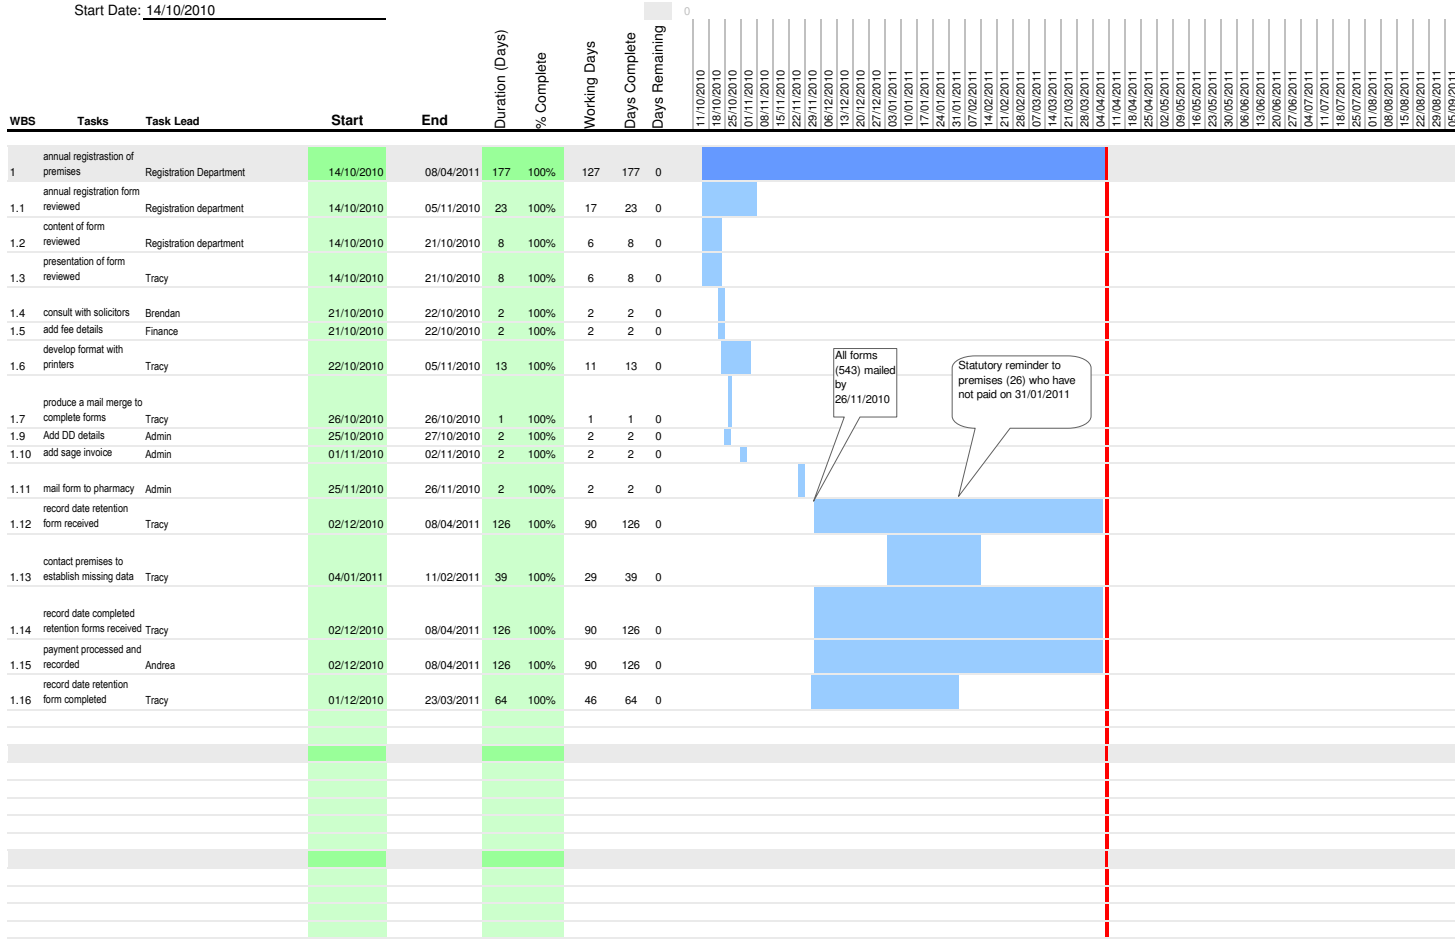 Start Date: 14/10/2010
0
WBS Tasks Task Lead Start End Duration (Days) % Complete Working Days Days Complete Days Remaining 11/10/2010 18/10/2010 25/10/2010 01/11/2010 08/11/2010 15/11/2010 22/11/2010 29/11/2010 06/12/2010 13/12/2010 20/12/2010 27/12/2010 03/01/2011 10/01/2011 17/01/2011 24/01/2011 31/01/2011 07/02/2011 14/02/2011 21/02/2011 28/02/2011 07/03/2011 14/03/2011 21/03/2011 28/03/2011 04/04/2011 11/04/2011 18/04/2011 25/04/2011 02/05/2011 09/05/2011 16/05/2011 23/05/2011 30/05/2011 06/06/2011 13/06/2011 20/06/2011 27/06/2011 04/07/2011 11/07/2011 18/07/2011 25/07/2011 01/08/2011 08/08/2011 15/08/2011 22/08/2011 29/08/2011 05/09/2011
annual registrastion of
1 premises Registration Department 14/10/2010 08/04/2011 177 100% 127 177 0
annual registration form
1.1 reviewed Registration department 14/10/2010 05/11/2010 23 100% 17 23 0
content of form
1.2 reviewed Registration department 14/10/2010 21/10/2010 8 100% 6 8 0
presentation of form
1.3 reviewed Tracy 14/10/2010 21/10/2010 8 100% 6 8 0
1.4 consult with solicitors Brendan 21/10/2010 22/10/2010 2 100% 2 2 0
1.5 add fee details Finance 21/10/2010 22/10/2010 2 100% 2 2 0
develop format with
1.6 printers Tracy 22/10/2010 05/11/2010 13 100% 11 13 0
All forms
(543) mailed
by
26/11/2010
Statutory reminder to
premises (26) who have
not paid on 31/01/2011
produce a mail merge to
1.7 complete forms Tracy 26/10/2010 26/10/2010 1 100% 1 1 0
1.9 Add DD details Admin 25/10/2010 27/10/2010 2 100% 2 2 0
1.10 add sage invoice Admin 01/11/2010 02/11/2010 2 100% 2 2 0
1.11 mail form to pharmacy Admin 25/11/2010 26/11/2010 2 100% 2 2 0
record date retention
1.12 form received Tracy 02/12/2010 08/04/2011 126 100% 90 126 0
contact premises to
1.13 establish missing data Tracy 04/01/2011 11/02/2011 39 100% 29 39 0
record date completed
1.14 retention forms received Tracy 02/12/2010 08/04/2011 126 100% 90 126 0
payment processed and
1.15 recorded Andrea 02/12/2010 08/04/2011 126 100% 90 126 0
record date retention
1.16 form completed Tracy 01/12/2010 23/03/2011 64 100% 46 64 0